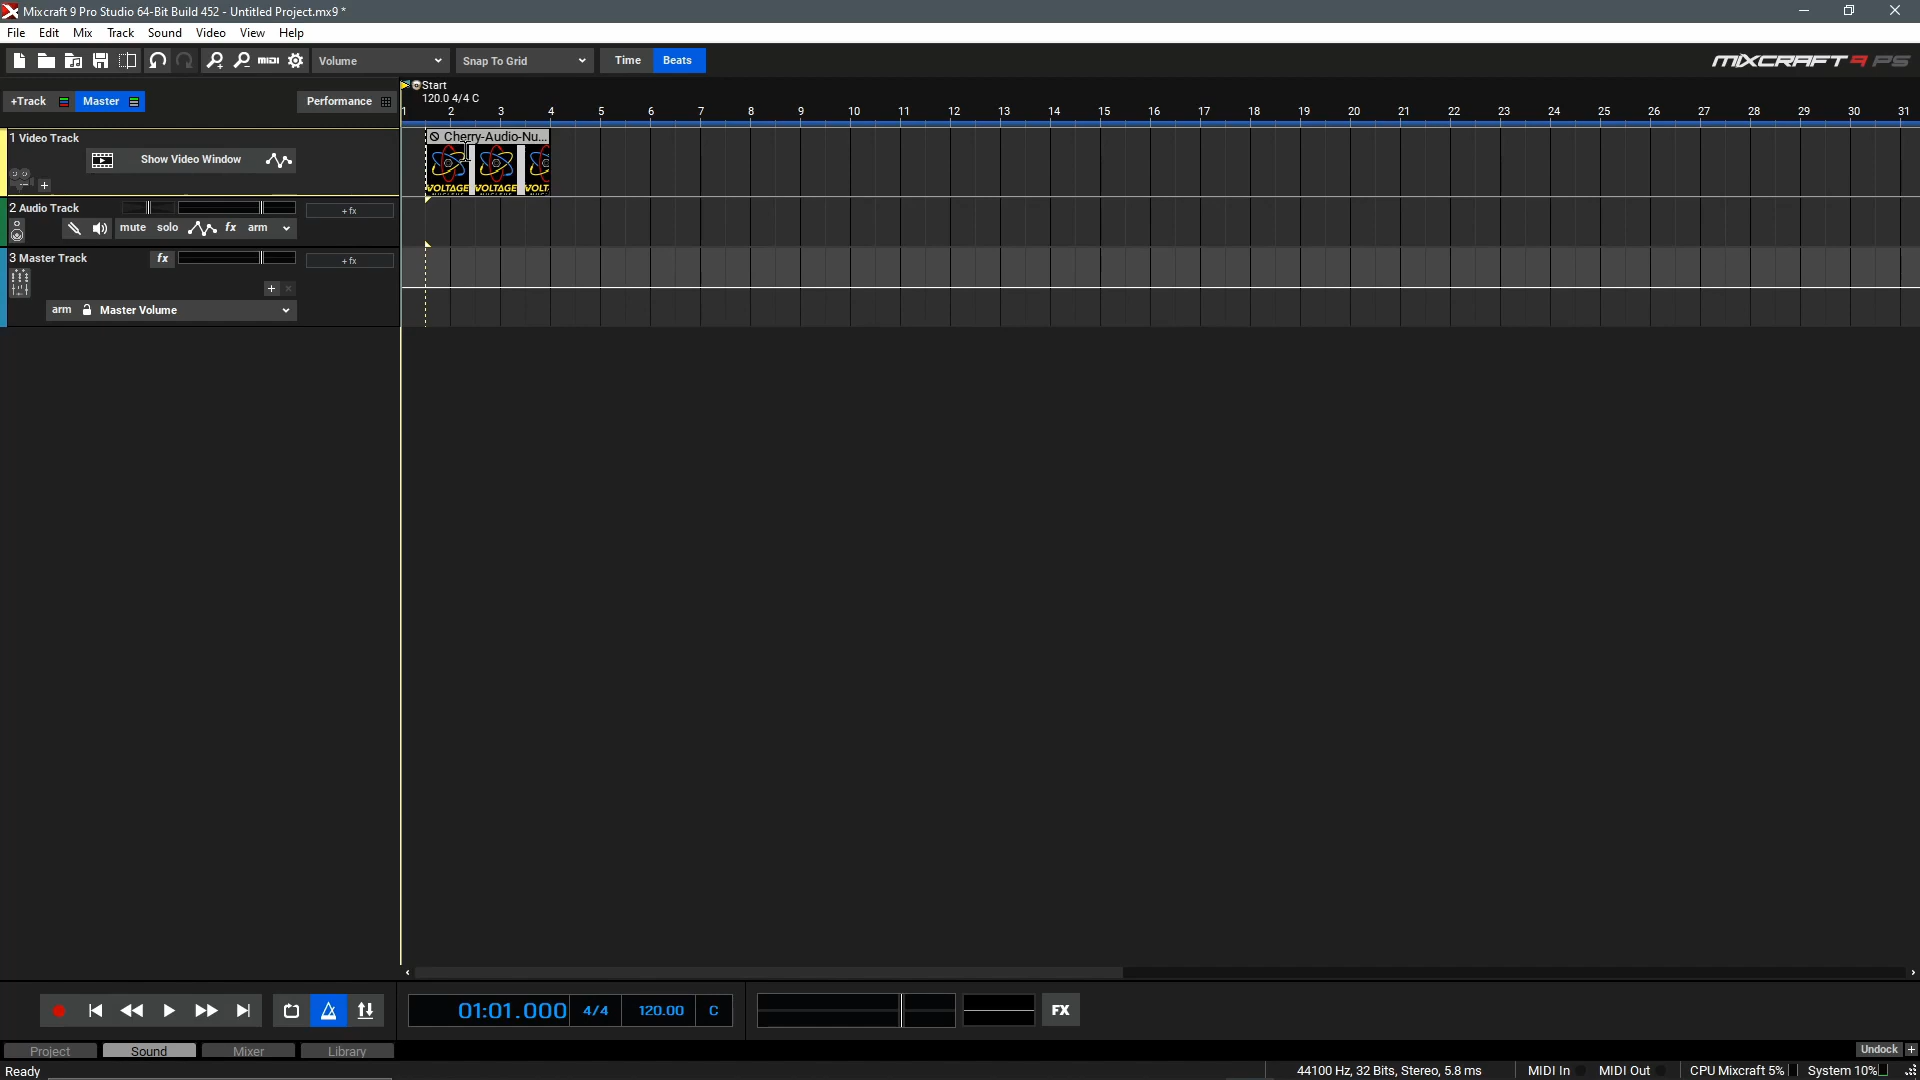 Mixcraft 9 Pro Studio 64-Bit Build 452 - Untitled Project.mx9 *
File Edit Mix Track Sound Video View Help
MIDI Volume Snap To Grid Time Beats MIXCRAFT 9 PS
+Track Master Performance
Start
120.0 4/4 C
1 2 3 4 5 6 7 8 9 10 11 12 13 14 15 16 17 18 19 20 21 22 23 24 25 26 27 28 29 30 31
1 Video Track
Show Video Window
Cherry-Audio-Nu...
VOLTAGE VOLTAGE VOLT
2 Audio Track
+ fx
mute solo fx arm
3 Master Track fx
+ fx
arm Master Volume
01:01.000 4/4 120.00 C FX
Project Sound Mixer Library Undock +
Ready 44100 Hz, 32 Bits, Stereo, 5.8 ms MIDI In MIDI Out CPU Mixcraft 5% System 10%